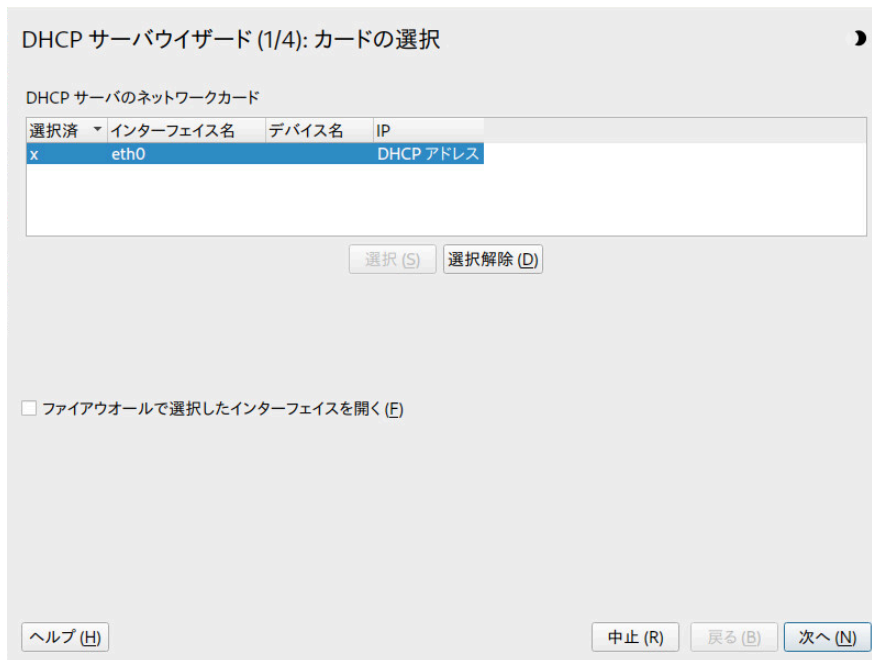 DHCP サーバウイザード (1/4): カードの選択
DHCP サーバのネットワークカード
選択済 インターフェイス名 デバイス名 IP
x eth0 DHCP アドレス
選択 (S) 選択解除 (D)
ファイアウオールで選択したインターフェイスを開く(F)
ヘルプ (H) 中止 (R) 戻る (B) 次へ (N)